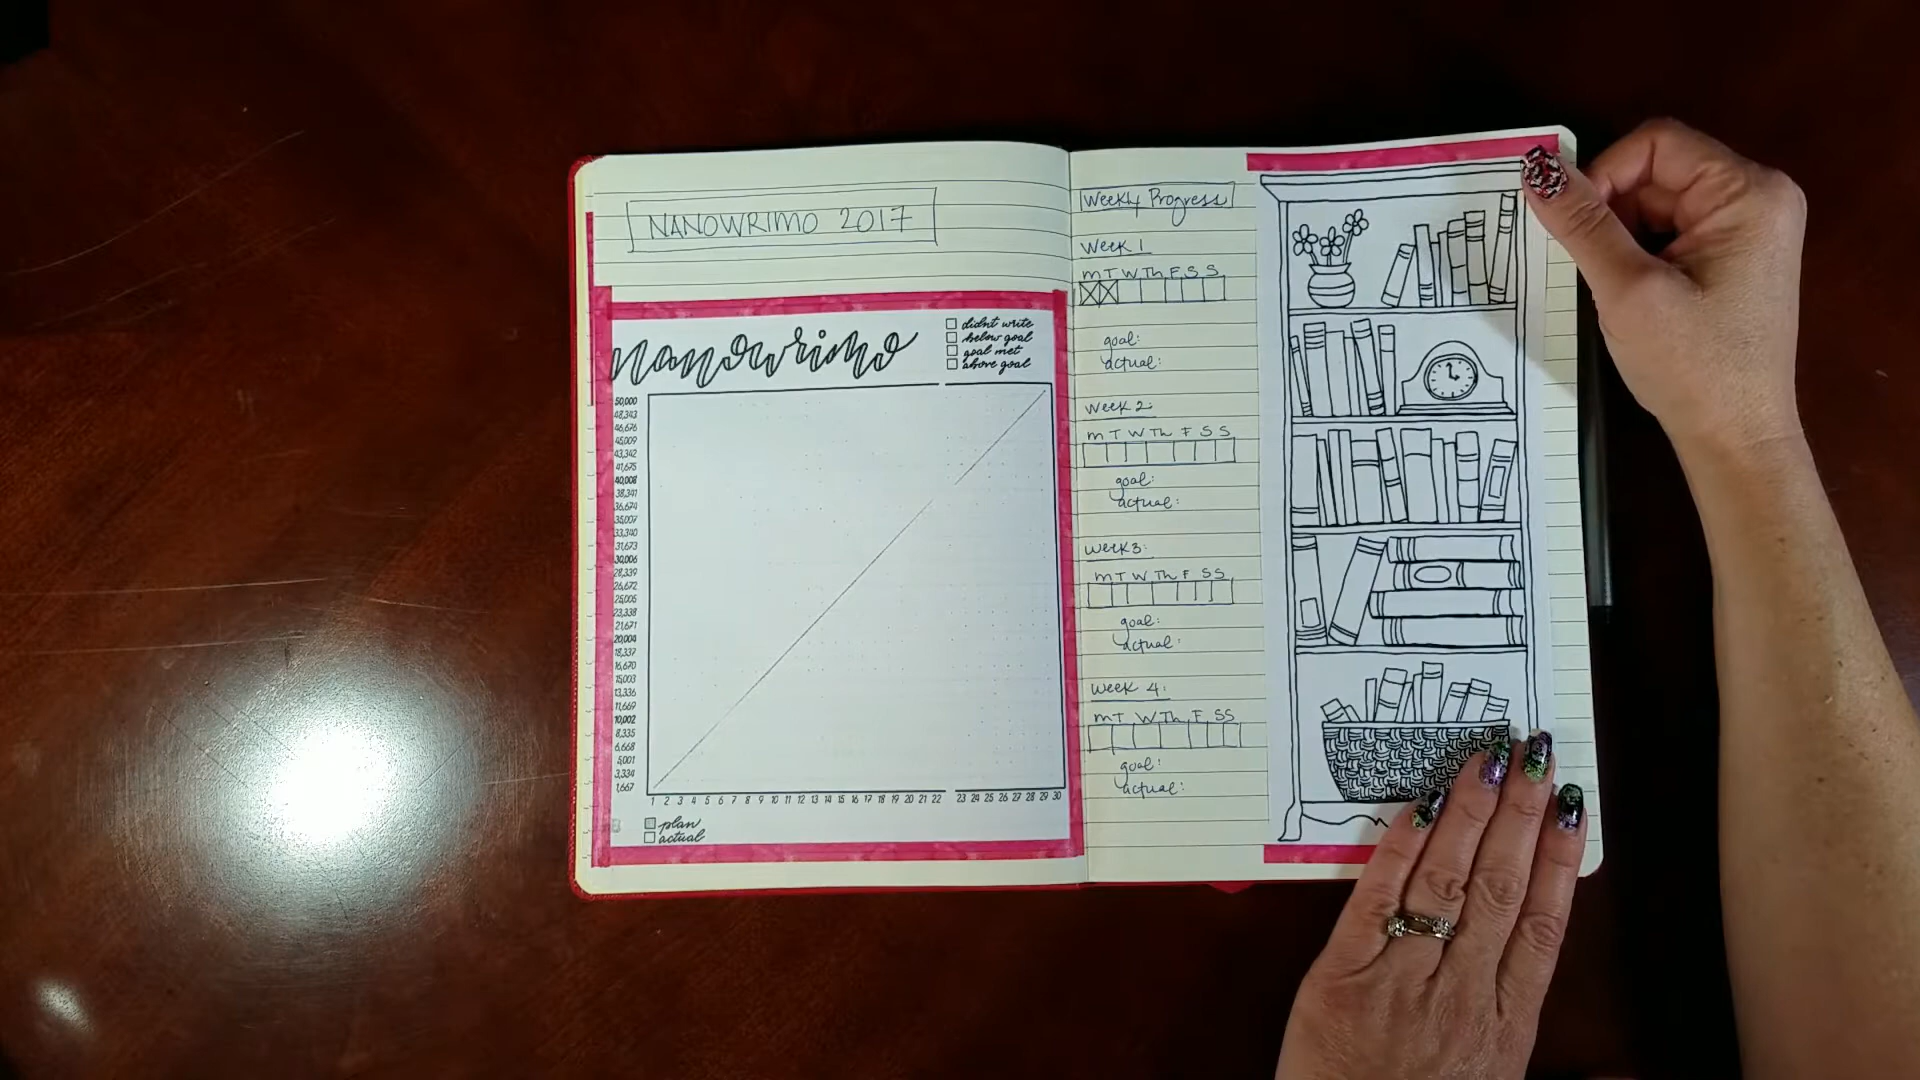 NANOWRIMO 2017
nanowrimo
didnt write
below goal
goal met
above goal
50,000
48,343
46,676
45,009
43,342
41,675
40,008
38,341
36,674
35,007
33,340
31,673
30,006
28,339
26,672
25,005
23,338
21,671
20,004
18,337
16,670
15,003
13,336
11,669
10,002
8,335
6,668
5,001
3,334
1,667
1 2 3 4 5 6 7 8 9 10 11 12 13 14 15 16 17 18 19 20 21 22 23 24 25 26 27 28 29 30
plan
actual
Weekly Progress
Week 1
M T W Th F S S
goal:
actual:
Week 2:
M T W Th F S S
goal:
actual:
Week 3:
M T W Th F S S
goal:
actual:
Week 4:
M T W Th F S S
goal:
actual: